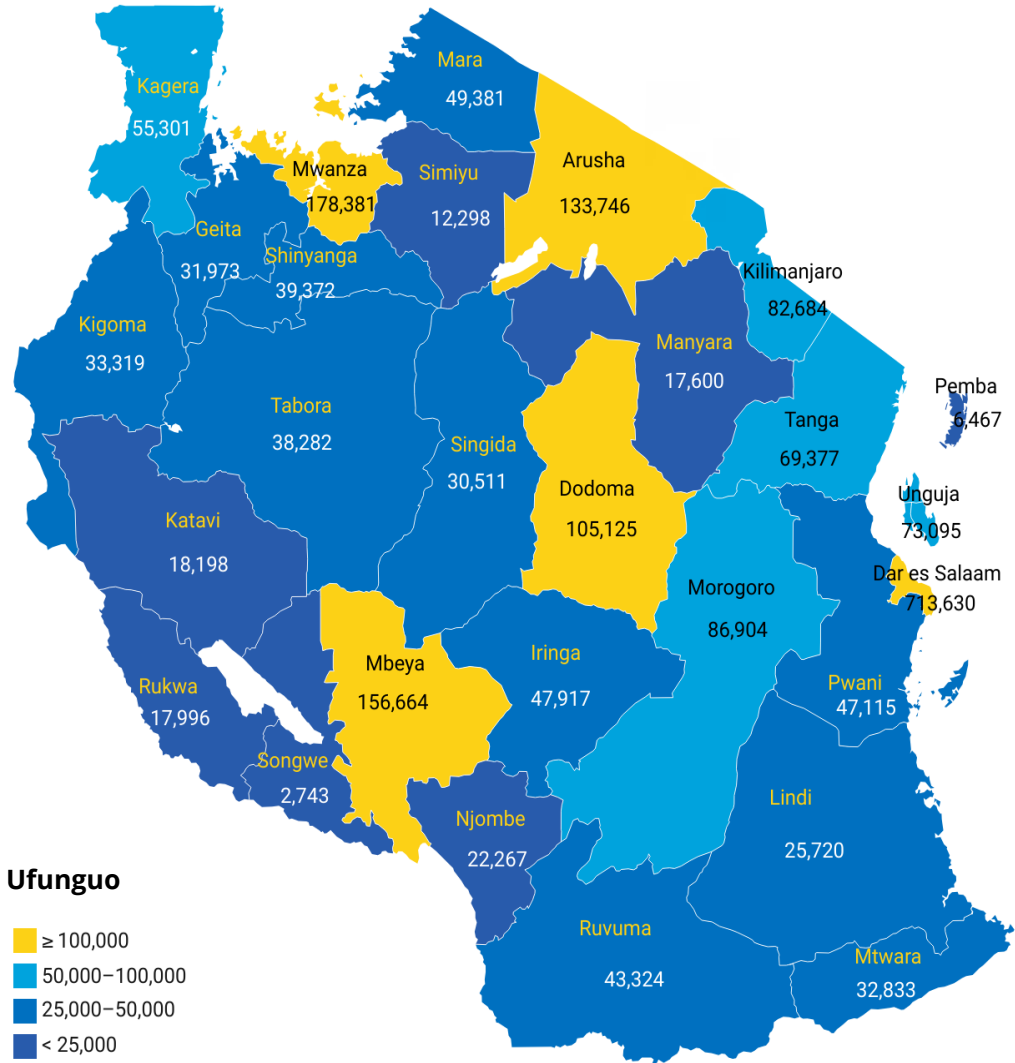 Mara
49,381
Kagera
55,301
Arusha
133,746
Mwanza
178,381
Simiyu
12,298
Geita
31,973
Shinyanga
39,372
Kilimanjaro
82,684
Kigoma
33,319
Manyara
17,600
Pemba
6,467
Tabora
38,282
Singida
30,511
Tanga
69,377
Dodoma
105,125
Unguja
73,095
Katavi
18,198
Dar es Salaam
713,630
Morogoro
86,904
Iringa
47,917
Mbeya
156,664
Rukwa
17,996
Pwani
47,115
Songwe
2,743
Njombe
22,267
Lindi
25,720
Ruvuma
43,324
Mtwara
32,833
Ufunguo
≥ 100,000
50,000–100,000
25,000–50,000
< 25,000